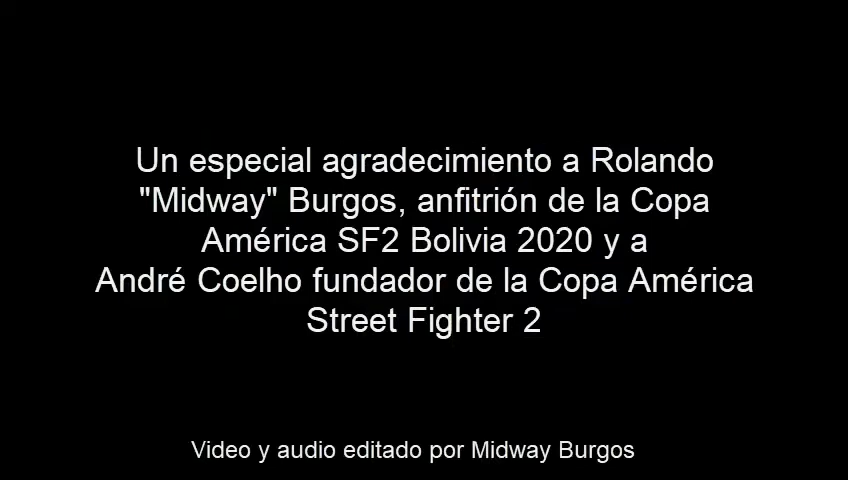 Un especial agradecimiento a Rolando
"Midway" Burgos, anfitrión de la Copa
América SF2 Bolivia 2020 y a
André Coelho fundador de la Copa América
Street Fighter 2
Video y audio editado por Midway Burgos